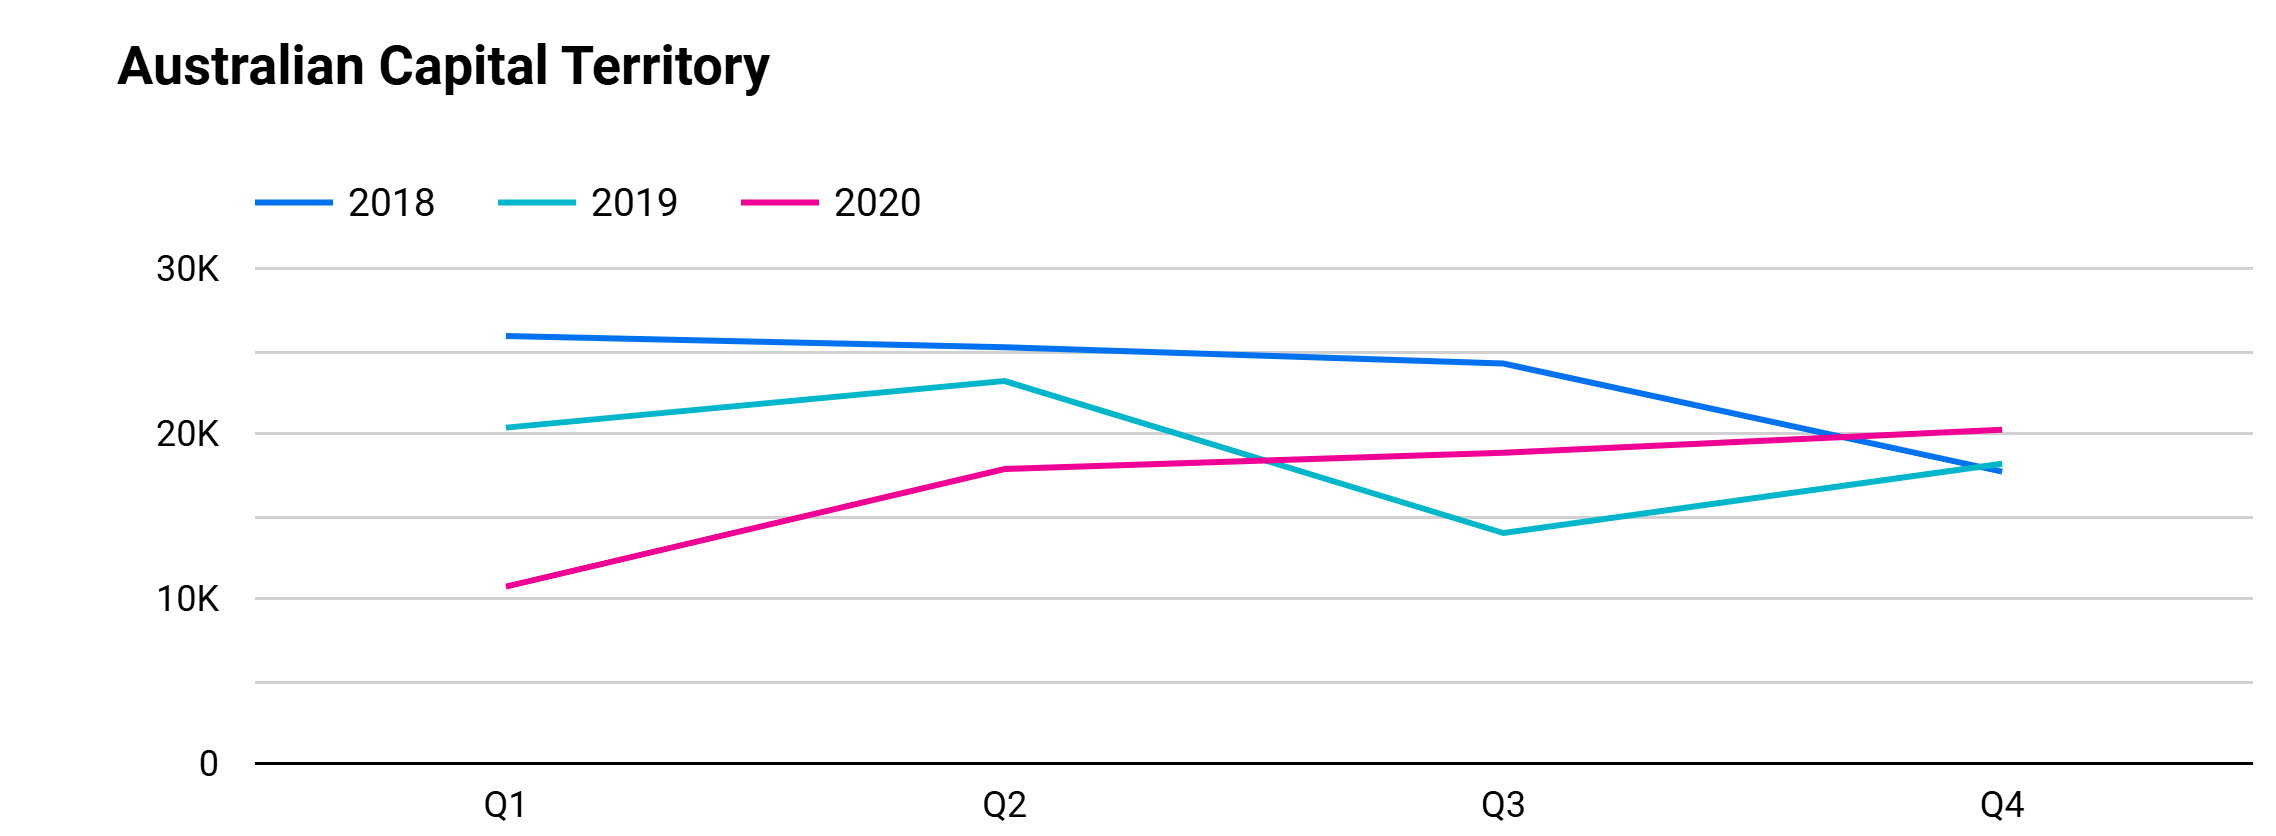 Australian Capital Territory
2018 2019 2020
30K
20K
10K
0
Q1 Q2 Q3 Q4